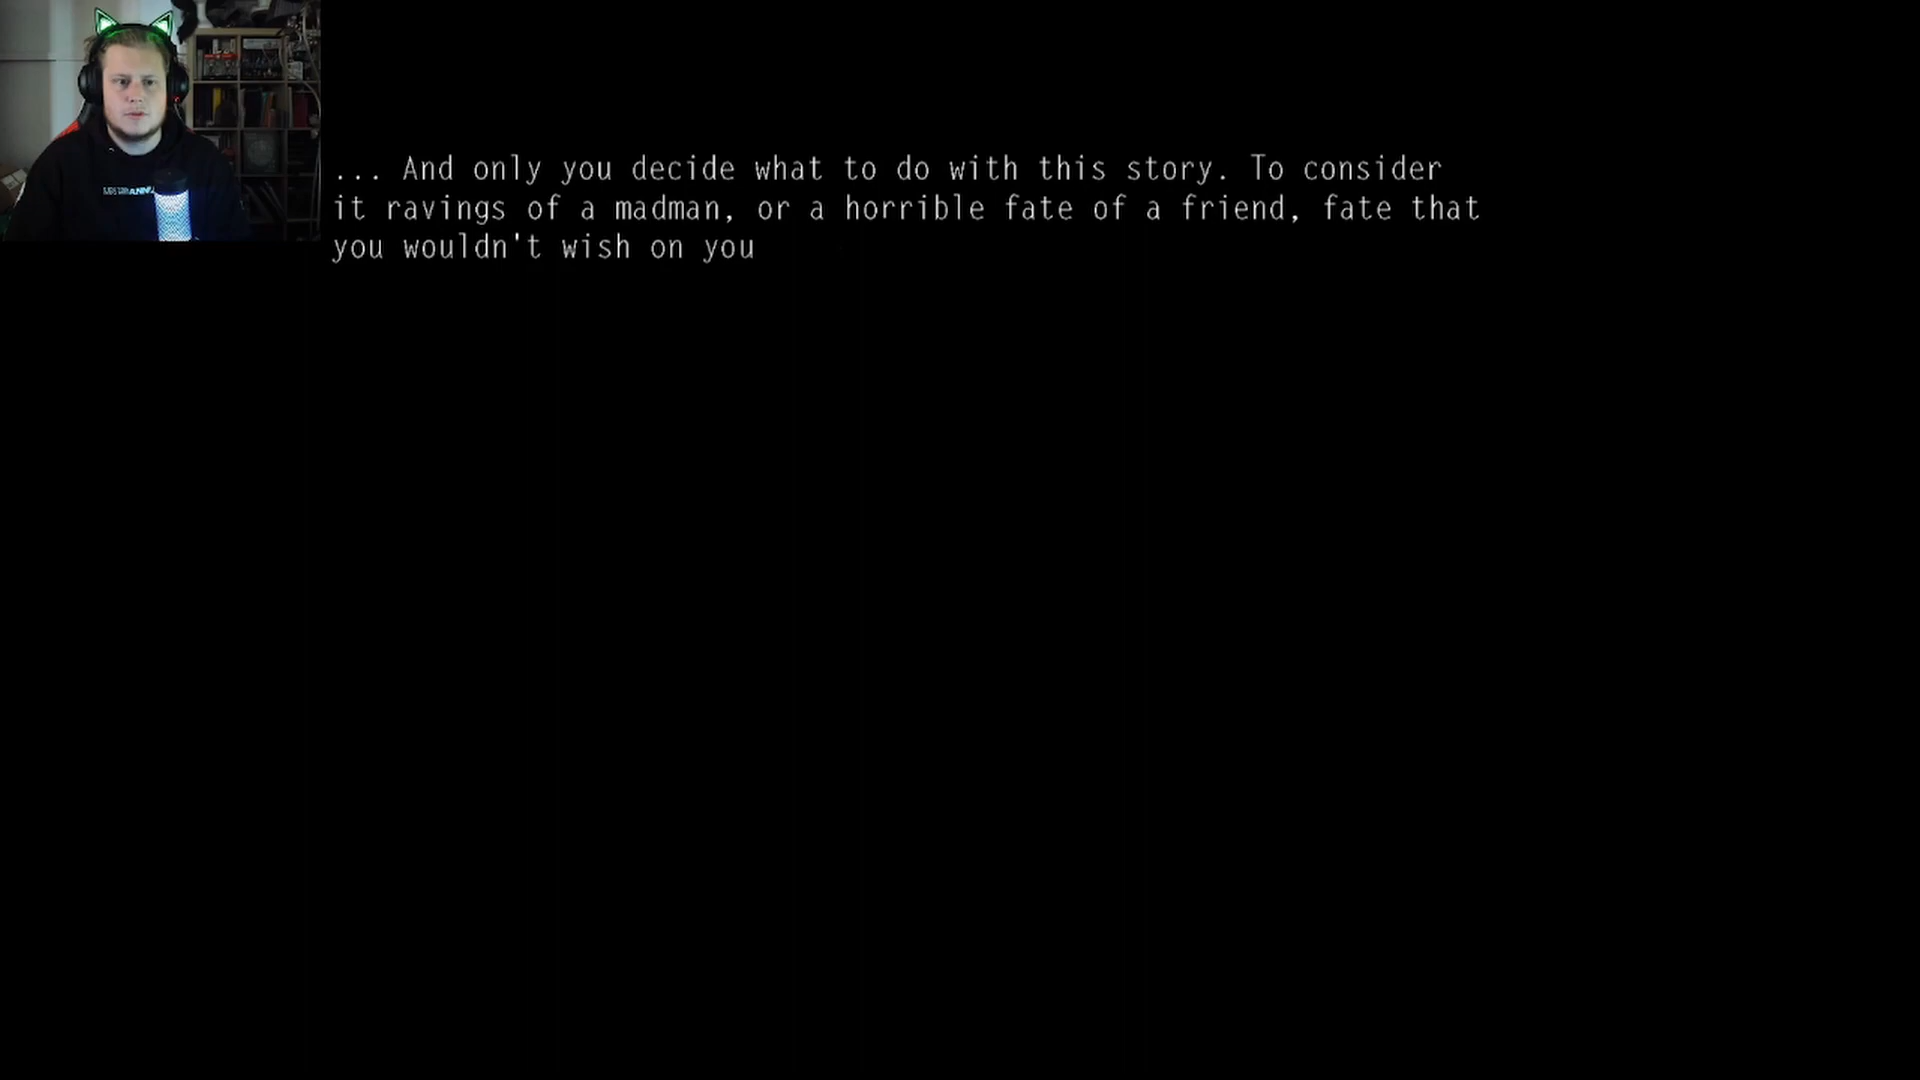 ... And only you decide what to do with this story. To consider
it ravings of a madman, or a horrible fate of a friend, fate that
you wouldn't wish on you